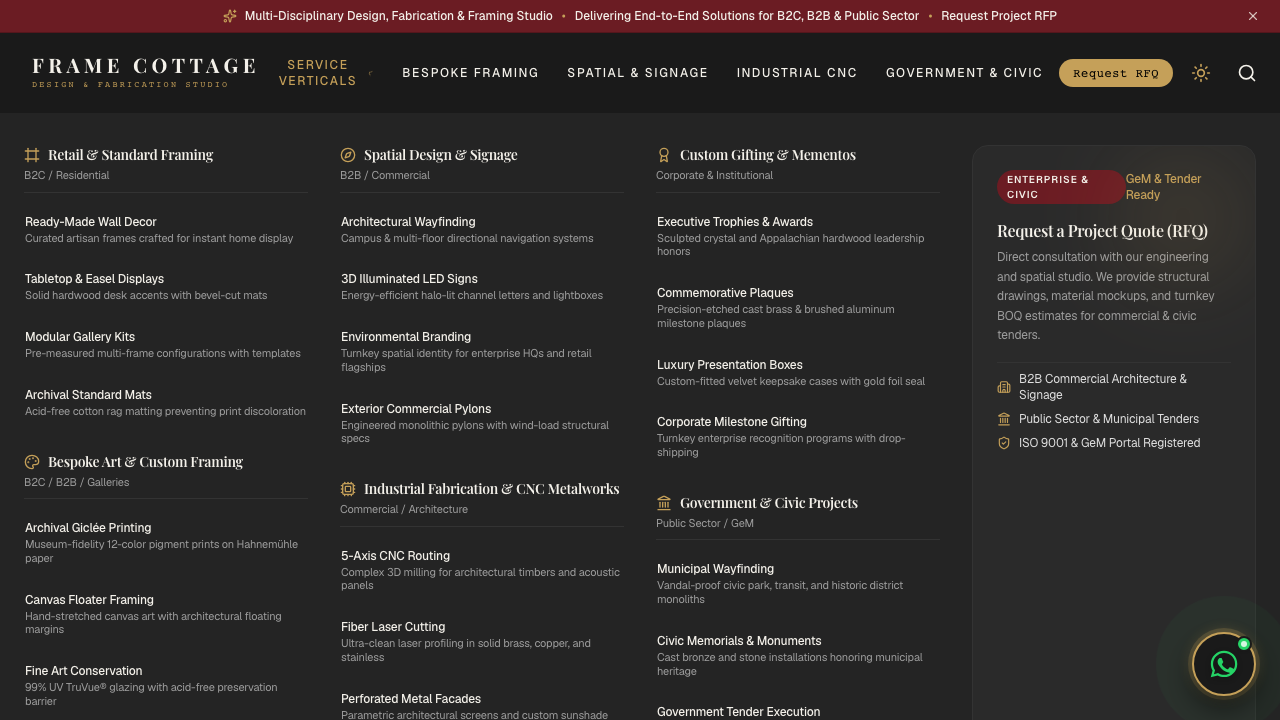 Multi-Disciplinary Design, Fabrication & Framing Studio • Delivering End-to-End Solutions for B2C, B2B & Public Sector • Request Project RFP
FRAME COTTAGE
DESIGN & FABRICATION STUDIO
SERVICE
VERTICALS
BESPOKE FRAMING
SPATIAL & SIGNAGE
INDUSTRIAL CNC
GOVERNMENT & CIVIC
Request RFQ
Retail & Standard Framing
B2C / Residential
Ready-Made Wall Decor
Curated artisan frames crafted for instant home display
Tabletop & Easel Displays
Solid hardwood desk accents with bevel-cut mats
Modular Gallery Kits
Pre-measured multi-frame configurations with templates
Archival Standard Mats
Acid-free cotton rag matting preventing print discoloration
Bespoke Art & Custom Framing
B2C / B2B / Galleries
Archival Giclée Printing
Museum-fidelity 12-color pigment prints on Hahnemühle
paper
Canvas Floater Framing
Hand-stretched canvas art with architectural floating
margins
Fine Art Conservation
99% UV TruVue® glazing with acid-free preservation
barrier
Spatial Design & Signage
B2B / Commercial
Architectural Wayfinding
Campus & multi-floor directional navigation systems
3D Illuminated LED Signs
Energy-efficient halo-lit channel letters and lightboxes
Environmental Branding
Turnkey spatial identity for enterprise HQs and retail
flagships
Exterior Commercial Pylons
Engineered monolithic pylons with wind-load structural
specs
Industrial Fabrication & CNC Metalworks
Commercial / Architecture
5-Axis CNC Routing
Complex 3D milling for architectural timbers and acoustic
panels
Fiber Laser Cutting
Ultra-clean laser profiling in solid brass, copper, and
stainless
Perforated Metal Facades
Parametric architectural screens and custom sunshade
Custom Gifting & Mementos
Corporate & Institutional
Executive Trophies & Awards
Sculpted crystal and Appalachian hardwood leadership
honors
Commemorative Plaques
Precision-etched cast brass & brushed aluminum
milestone plaques
Luxury Presentation Boxes
Custom-fitted velvet keepsake cases with gold foil seal
Corporate Milestone Gifting
Turnkey enterprise recognition programs with drop-
shipping
Government & Civic Projects
Public Sector / GeM
Municipal Wayfinding
Vandal-proof civic park, transit, and historic district
monoliths
Civic Memorials & Monuments
Cast bronze and stone installations honoring municipal
heritage
Government Tender Execution
ENTERPRISE &
CIVIC
GeM & Tender
Ready
Request a Project Quote (RFQ)
Direct consultation with our engineering
and spatial studio. We provide structural
drawings, material mockups, and turnkey
BOQ estimates for commercial & civic
tenders.
B2B Commercial Architecture &
Signage
Public Sector & Municipal Tenders
ISO 9001 & GeM Portal Registered